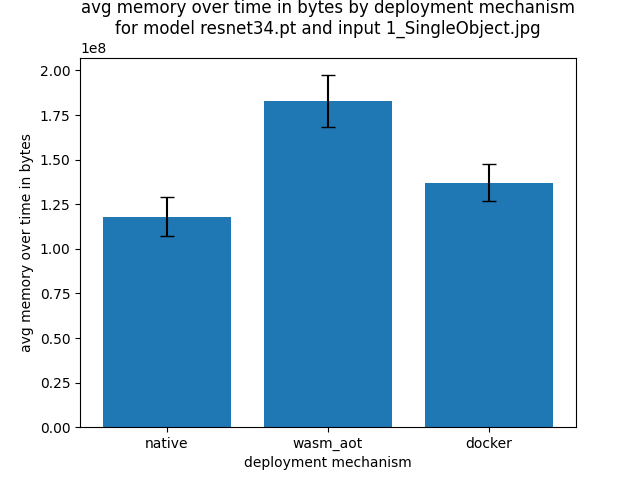 avg memory over time in bytes by deployment mechanism
for model resnet34.pt and input 1_SingleObject.jpg
1e8
2.00
1.75
1.50
1.25
1.00
0.75
0.50
0.25
0.00
avg memory over time in bytes
native wasm_aot docker
deployment mechanism